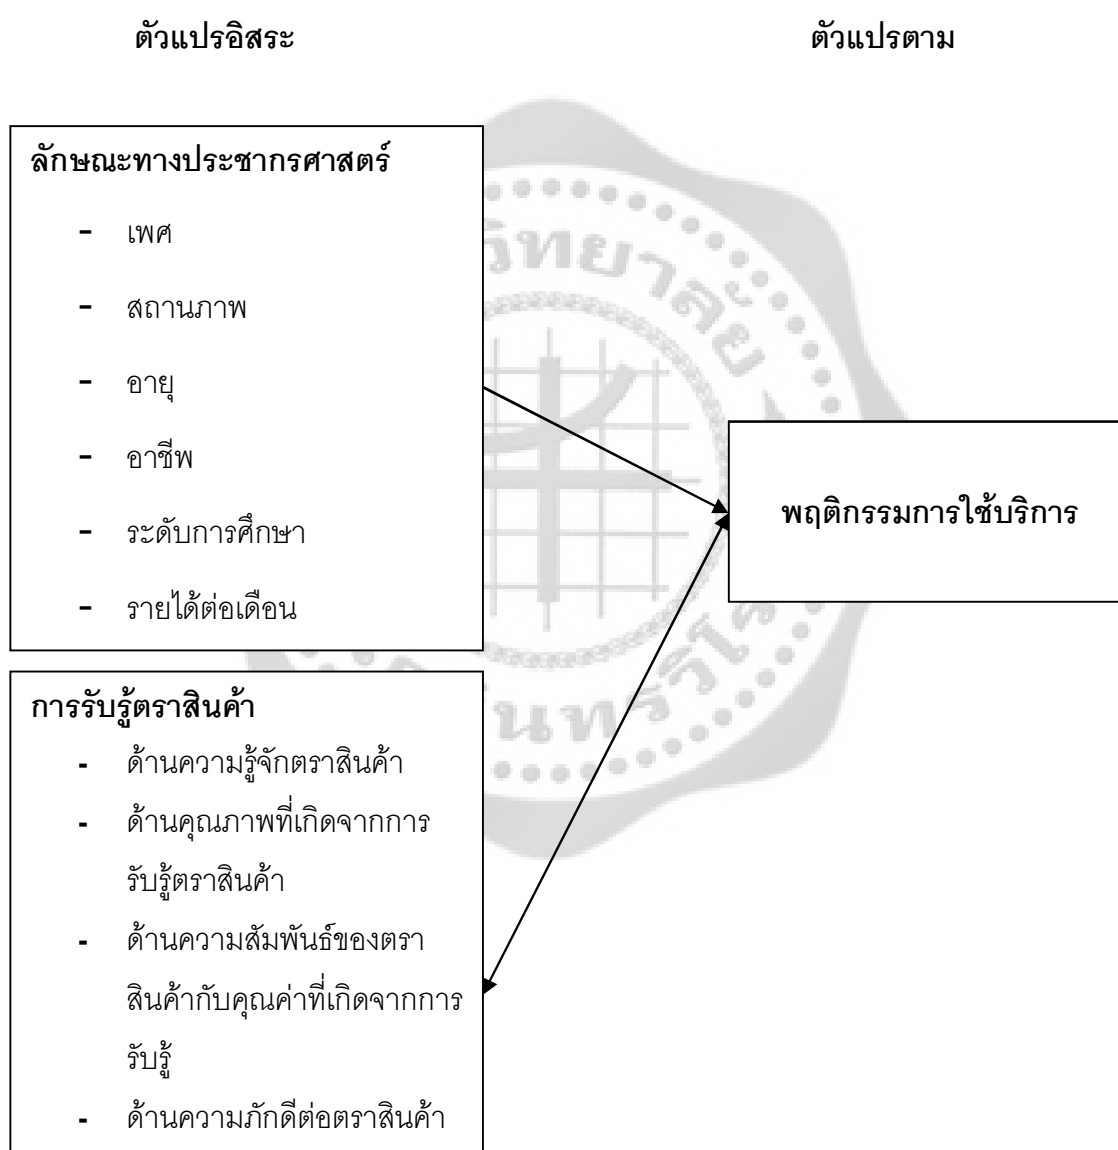 ตัวแปรอิสระ
ตัวแปรตาม
ลักษณะทางประชากรศาสตร์
- เพศ
- สถานภาพ
- อายุ
- อาชีพ
- ระดับการศึกษา
- รายได้ต่อเดือน
การรับรู้ตราสินค้า
- ด้านความรู้จักตราสินค้า
- ด้านคุณภาพที่เกิดจากการ
รับรู้ตราสินค้า
- ด้านความสัมพันธ์ของตรา
สินค้ากับคุณค่าที่เกิดจากการ
รับรู้
- ด้านความภักดีต่อตราสินค้า
พฤติกรรมการใช้บริการ